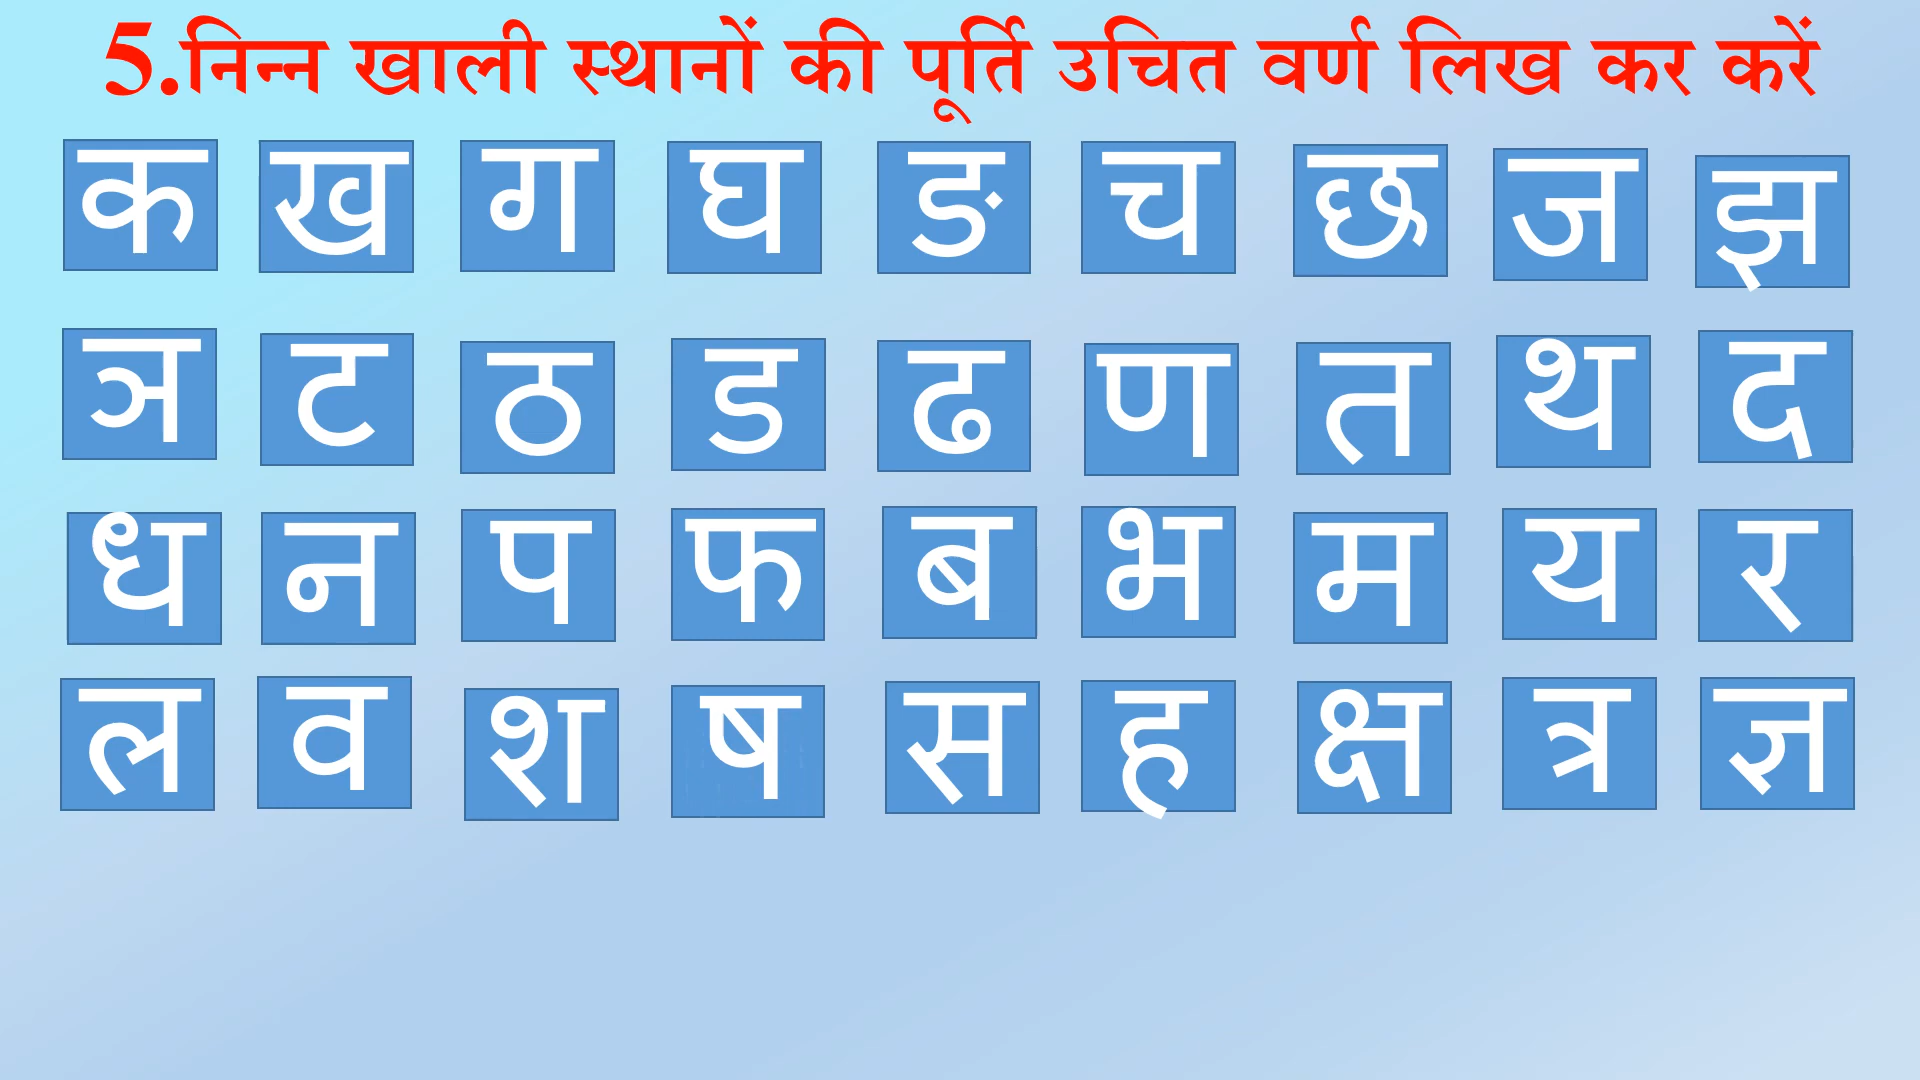 5.निन्न खाली स्थानों की पूर्ति उचित वर्ण लिख कर करें
क ख ग घ ङ च छ ज झ
ञ ट ठ ड ढ ण त थ द
ध न प फ ब भ म य र
ल व श ष स ह क्ष त्र ज्ञ